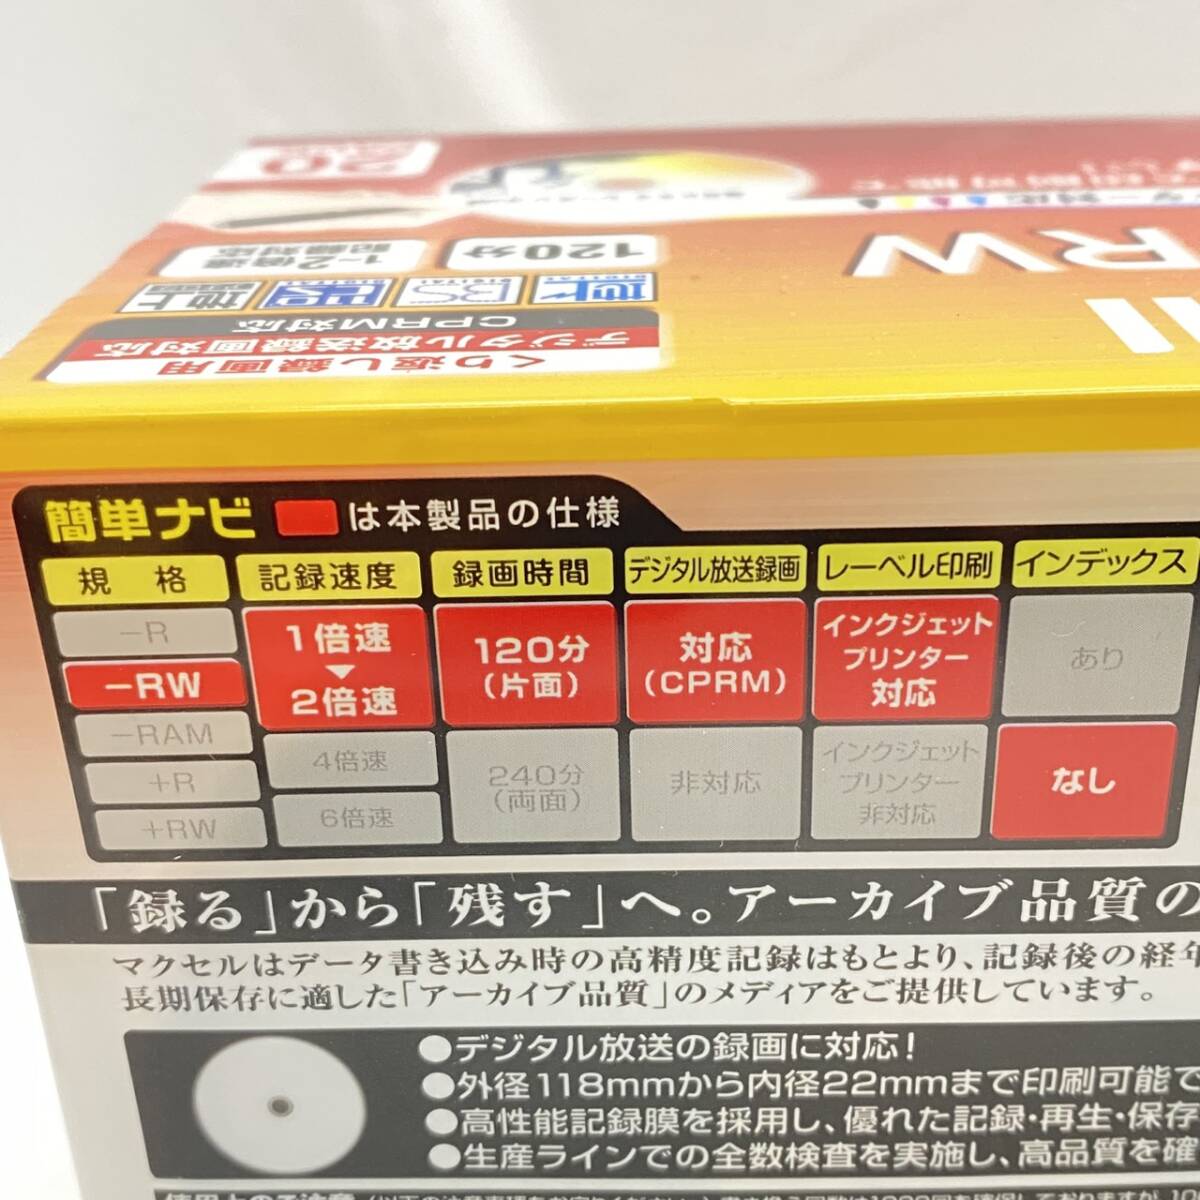 くり返し録画用
デジタル放送録画対応
CPRM対応
地上
BS
DIGITAL
地上
DIGITAL
1~2倍速
記録対応
120分
RW
20
簡単ナビ は本製品の仕様
規格 記録速度 録画時間 デジタル放送録画 レーベル印刷 インデックス
-R
-RW
-RAM
+R
+RW
1倍速
2倍速
4倍速
6倍速
120分
(片面)
240分
(両面)
対応
(CPRM)
非対応
インクジェット
プリンター
対応
インクジェット
プリンター
非対応
あり
なし
「録る」から「残す」へ。アーカイブ品質の
マクセルはデータ書き込み時の高精度記録はもとより、記録後の経年
長期保存に適した「アーカイブ品質」のメディアをご提供しています。
●デジタル放送の録画に対応!
●外径118mmから内径22mmまで印刷可能で
●高性能記録膜を採用し、優れた記録・再生・保存
●生産ラインでの全数検査を実施し、高品質を確